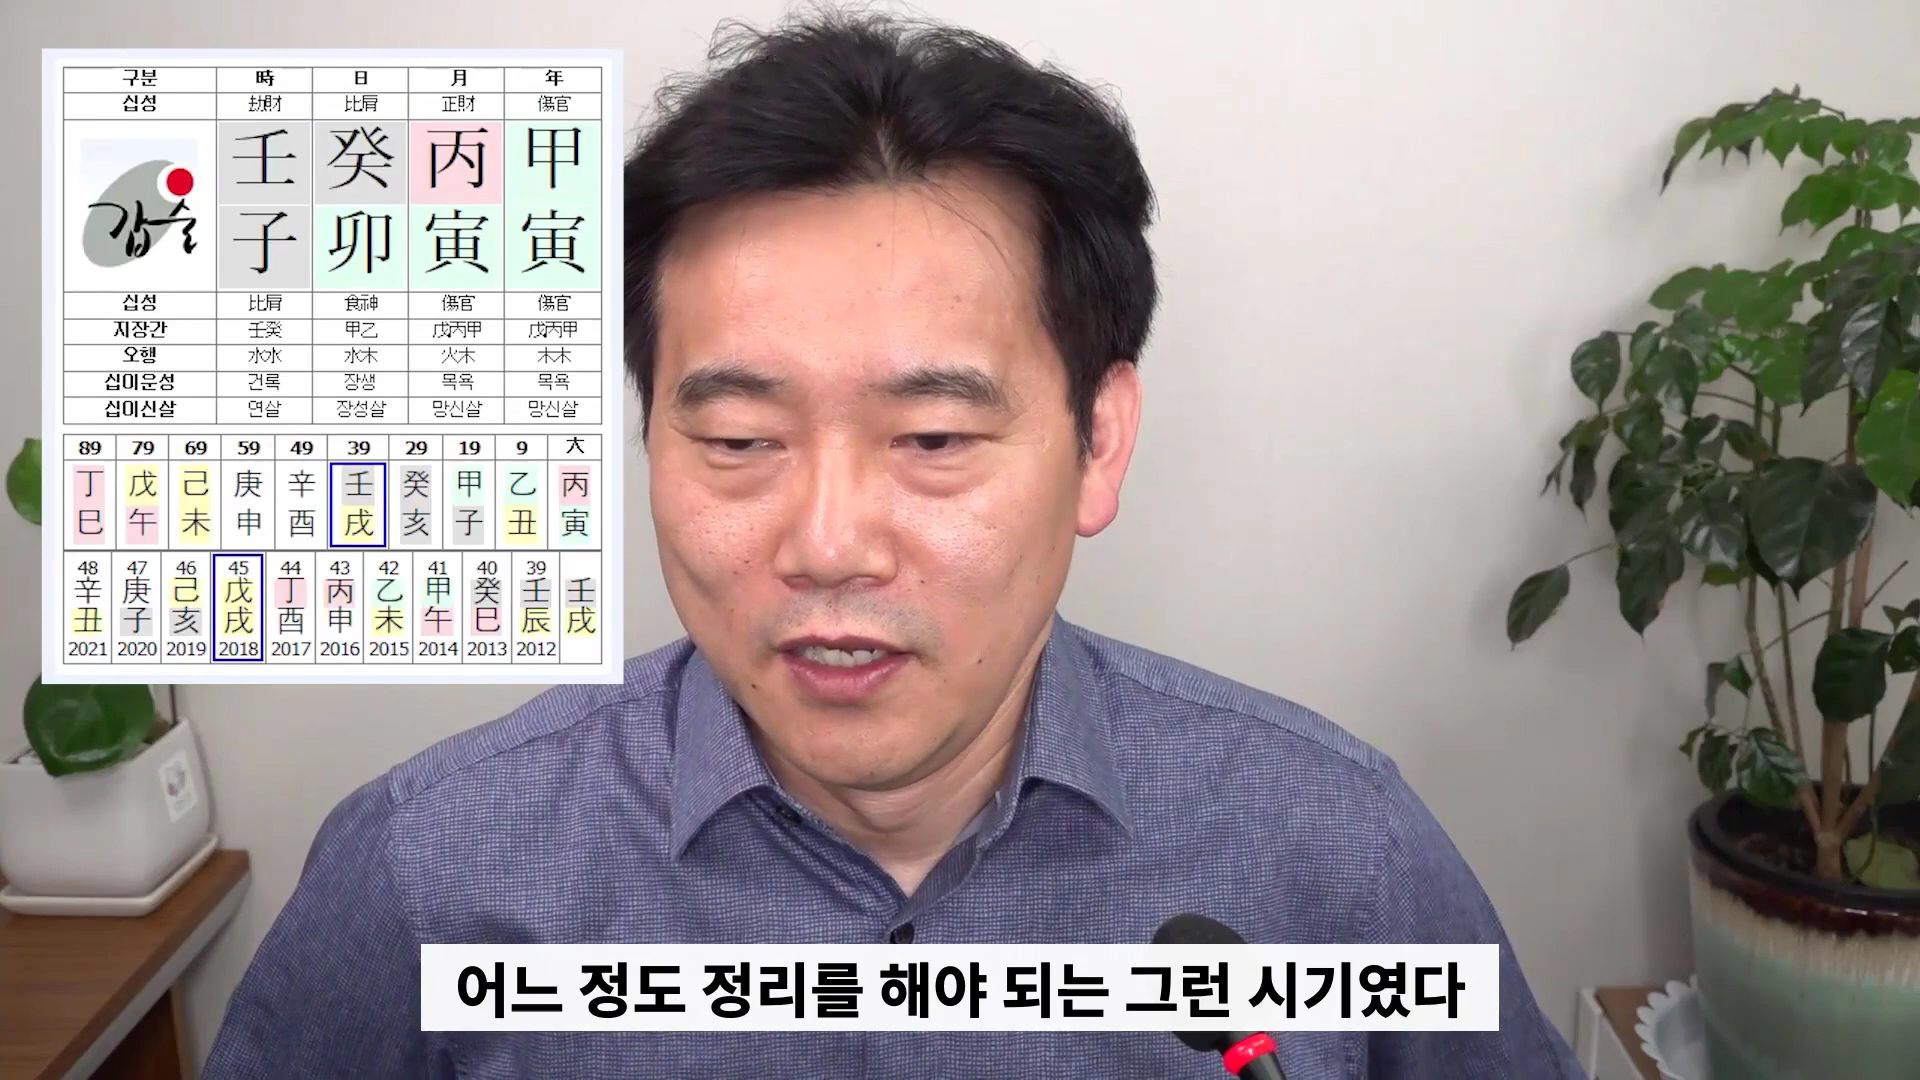 구분 時 日 月 年
십성 劫財 比肩 正財 傷官
壬 癸 丙 甲
갑술
子 卯 寅 寅
십성 比肩 食神 傷官 傷官
지장간 壬癸 甲乙 戊丙甲 戊丙甲
오행 水水 水木 火木 木木
십이운성 건록 장생 목욕 목욕
십이신살 연살 장성살 망신살 망신살
89 79 69 59 49 39 29 19 9 大
丁 戊 己 庚 辛 壬 癸 甲 乙 丙
巳 午 未 申 酉 戌 亥 子 丑 寅
48 47 46 45 44 43 42 41 40 39
辛 庚 己 戊 丁 丙 乙 甲 癸 壬 壬
丑 子 亥 戌 酉 申 未 午 巳 辰 戌
2021 2020 2019 2018 2017 2016 2015 2014 2013 2012
어느 정도 정리를 해야 되는 그런 시기였다